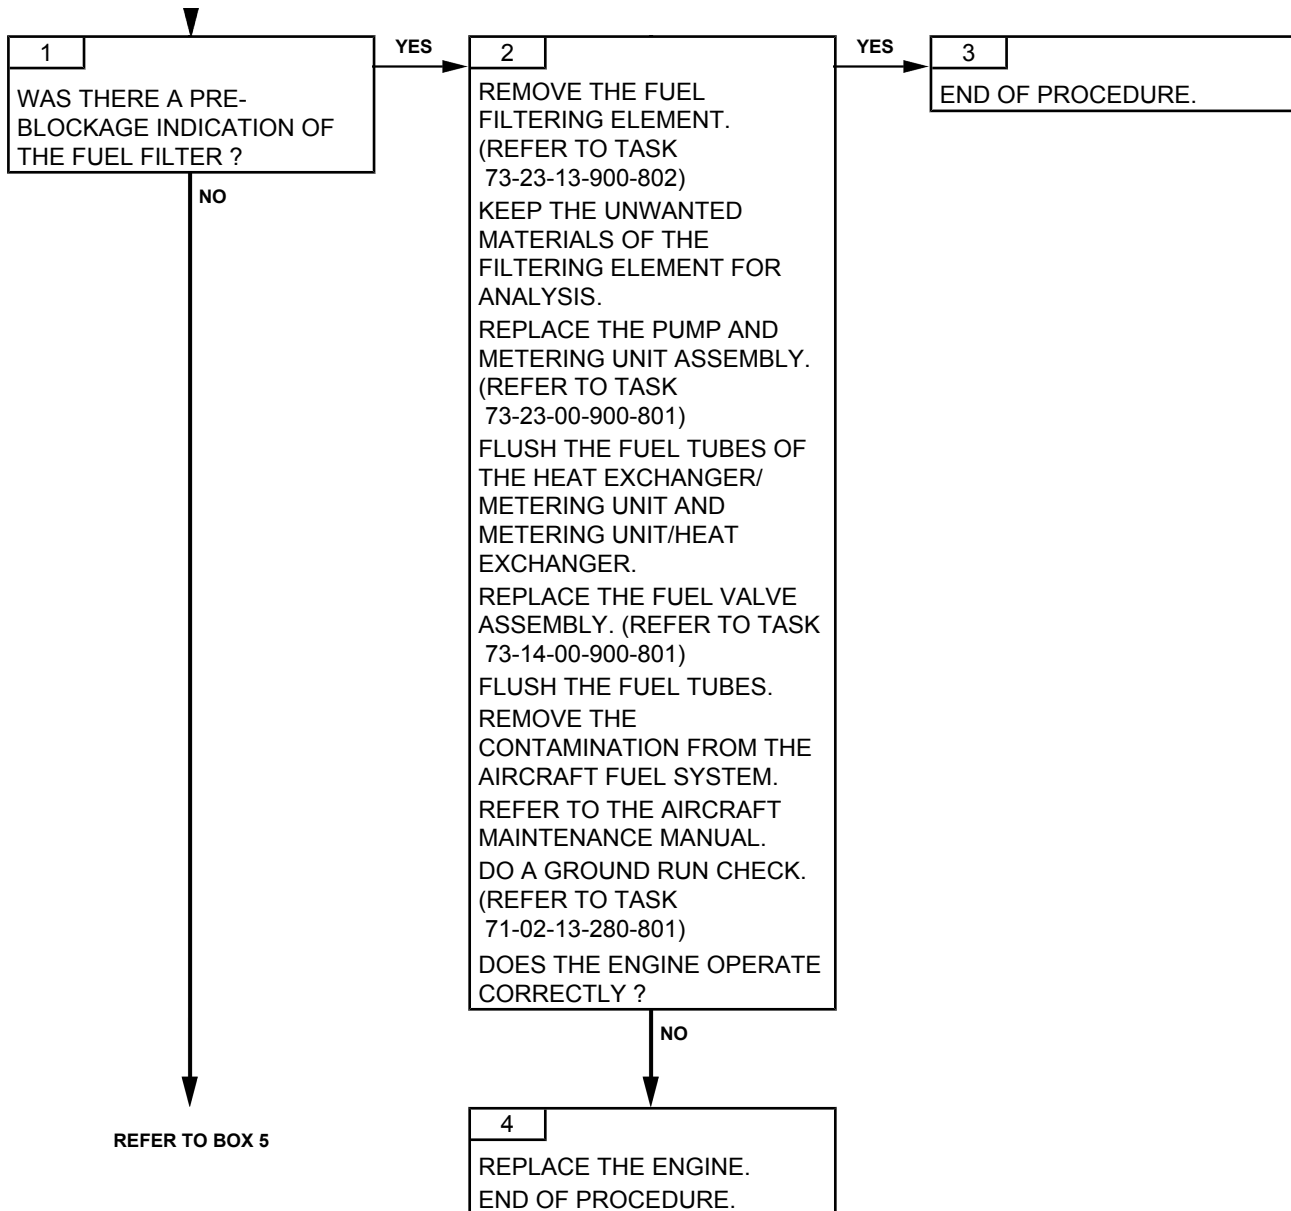 1
WAS THERE A PRE-
BLOCKAGE INDICATION OF
THE FUEL FILTER ?
YES
NO
REFER TO BOX 5
2
REMOVE THE FUEL
FILTERING ELEMENT.
(REFER TO TASK
73-23-13-900-802)
KEEP THE UNWANTED
MATERIALS OF THE
FILTERING ELEMENT FOR
ANALYSIS.
REPLACE THE PUMP AND
METERING UNIT ASSEMBLY.
(REFER TO TASK
73-23-00-900-801)
FLUSH THE FUEL TUBES OF
THE HEAT EXCHANGER/
METERING UNIT AND
METERING UNIT/HEAT
EXCHANGER.
REPLACE THE FUEL VALVE
ASSEMBLY. (REFER TO TASK
73-14-00-900-801)
FLUSH THE FUEL TUBES.
REMOVE THE
CONTAMINATION FROM THE
AIRCRAFT FUEL SYSTEM.
REFER TO THE AIRCRAFT
MAINTENANCE MANUAL.
DO A GROUND RUN CHECK.
(REFER TO TASK
71-02-13-280-801)
DOES THE ENGINE OPERATE
CORRECTLY ?
YES
3
END OF PROCEDURE.
NO
4
REPLACE THE ENGINE.
END OF PROCEDURE.